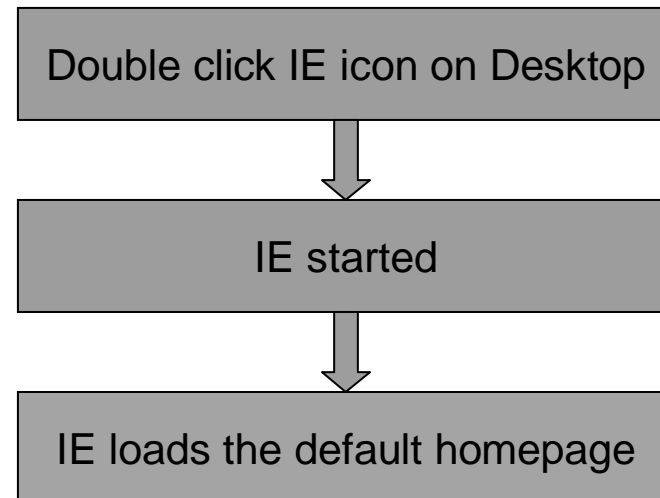 Double click IE icon on Desktop
IE started
IE loads the default homepage